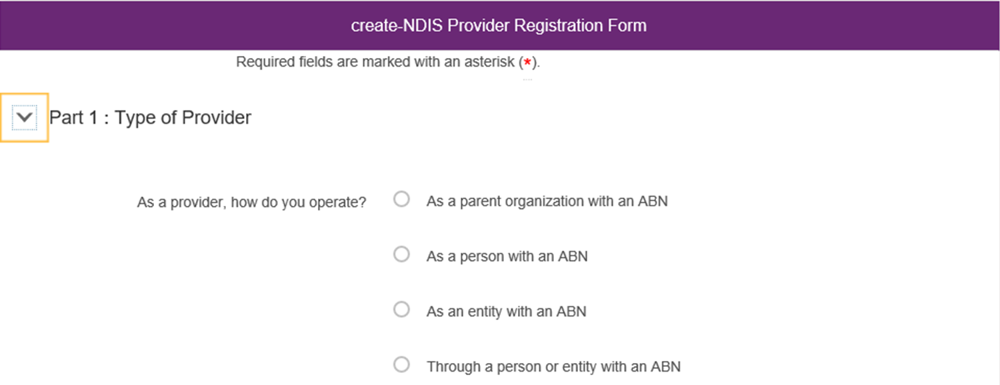 create-NDIS Provider Registration Form
Required fields are marked with an asterisk (*).
Part 1 : Type of Provider
As a provider, how do you operate?
As a parent organization with an ABN
As a person with an ABN
As an entity with an ABN
Through a person or entity with an ABN